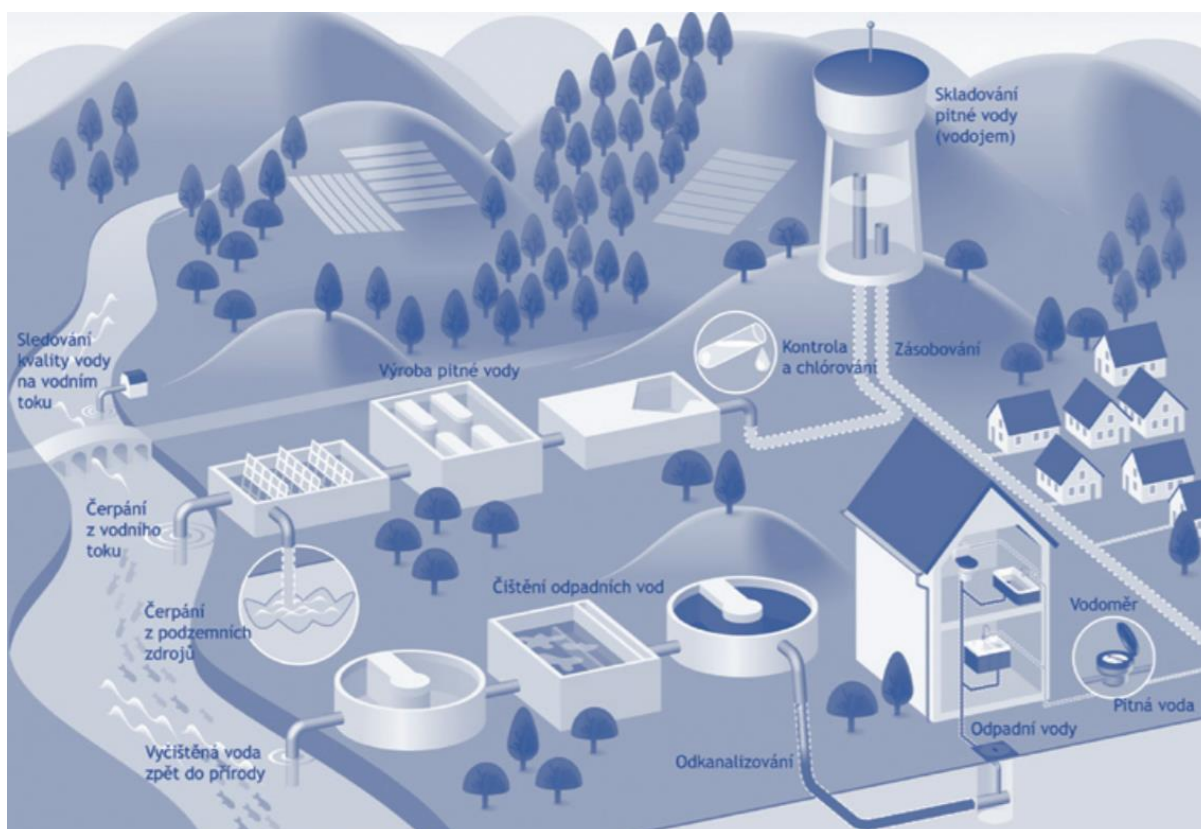 Skladování
pitné vody
(vodojem)
Sledování
kvality vody
na vodním
toku
Výroba pitné vody
Kontrola
a chlórování
Zásobování
Čerpání
z vodního
toku
Čerpání
z podzemních
zdrojů
Čištění odpadních vod
Vodoměr
Pitná voda
Odpadní vody
Odkanalizování
Vyčištěná voda
zpět do přírody